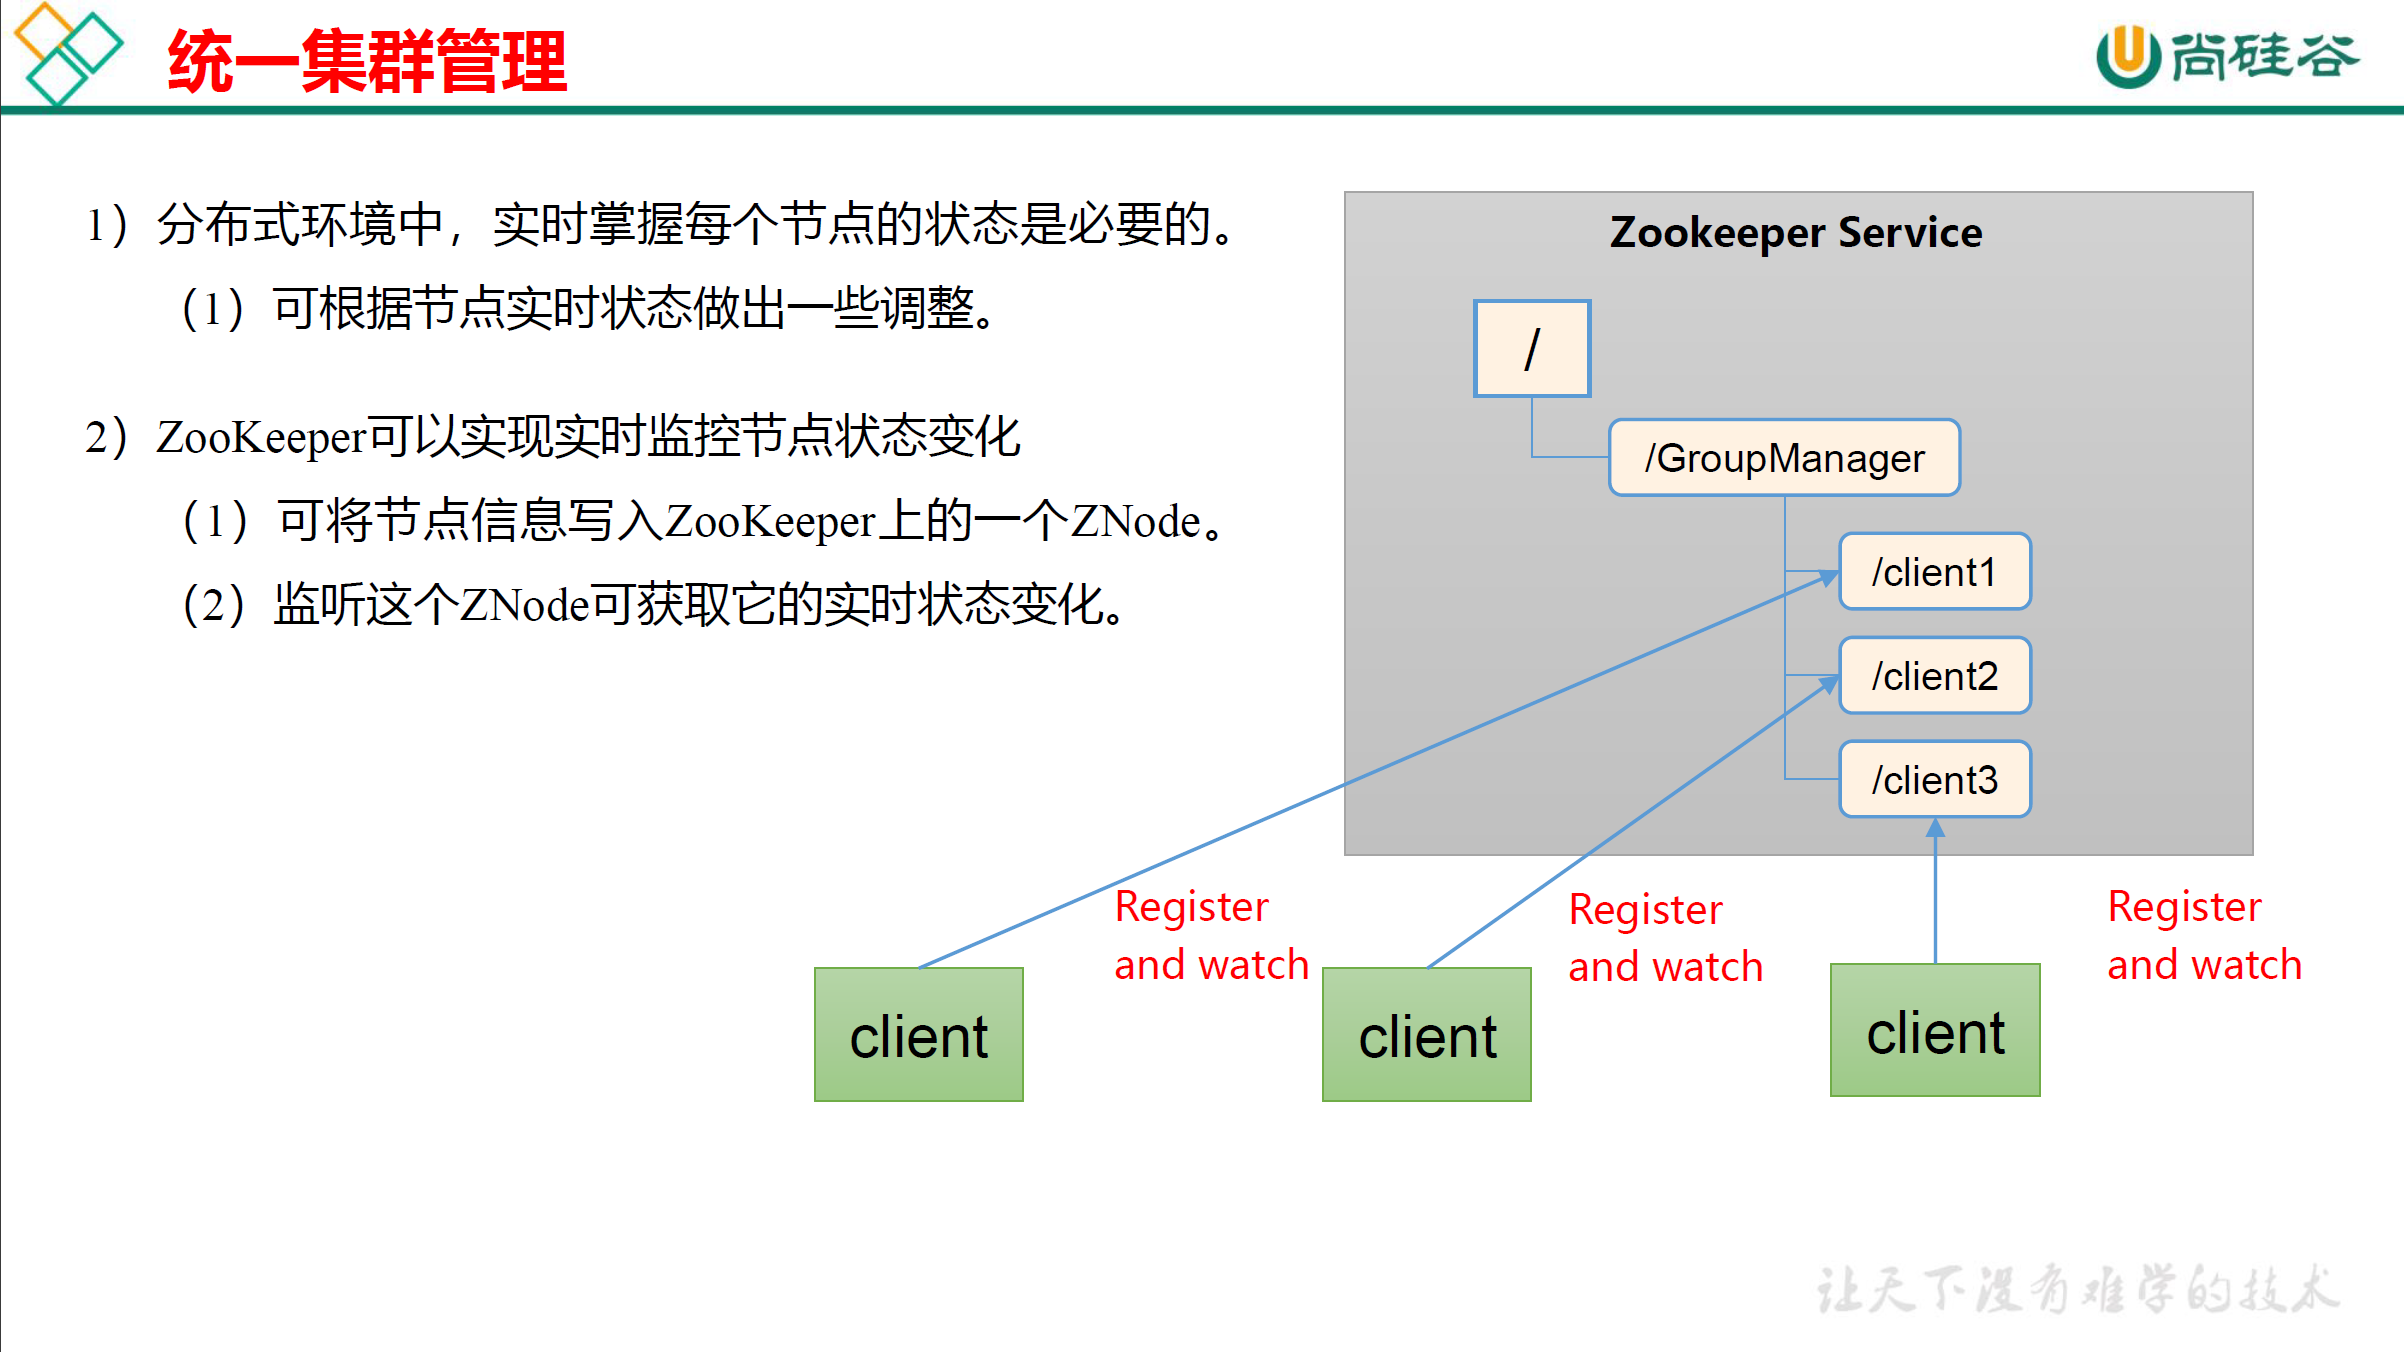 统一集群管理
尚硅谷
1）分布式环境中，实时掌握每个节点的状态是必要的。
（1）可根据节点实时状态做出一些调整。
2）ZooKeeper可以实现实时监控节点状态变化
（1）可将节点信息写入ZooKeeper上的一个ZNode。
（2）监听这个ZNode可获取它的实时状态变化。
Zookeeper Service
/
/GroupManager
/client1
/client2
/client3
Register
and watch
Register
and watch
Register
and watch
client
client
client
让天下没有难学的技术